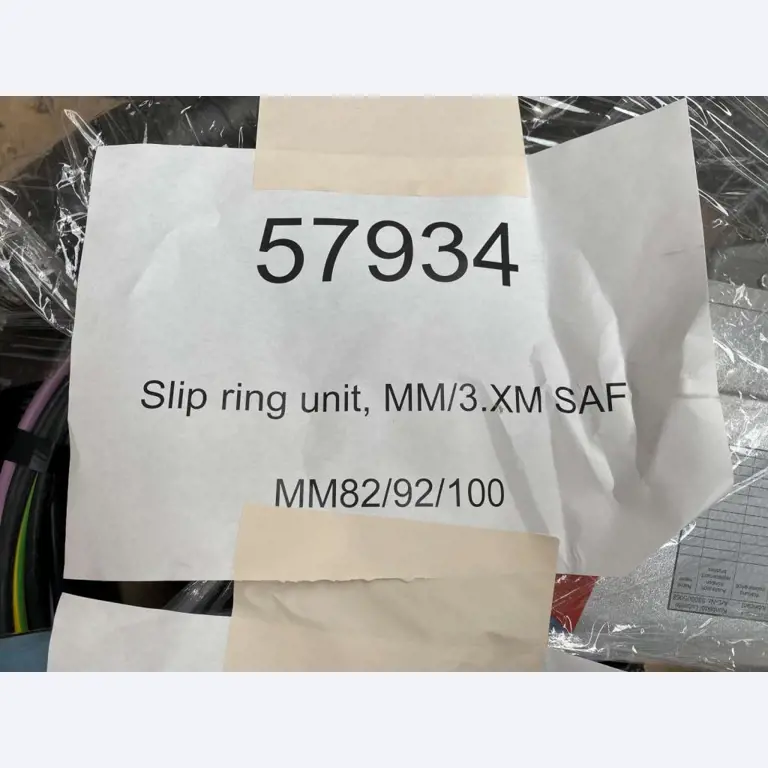 57934
Slip ring unit, MM/3.XM SAF
MM82/92/100